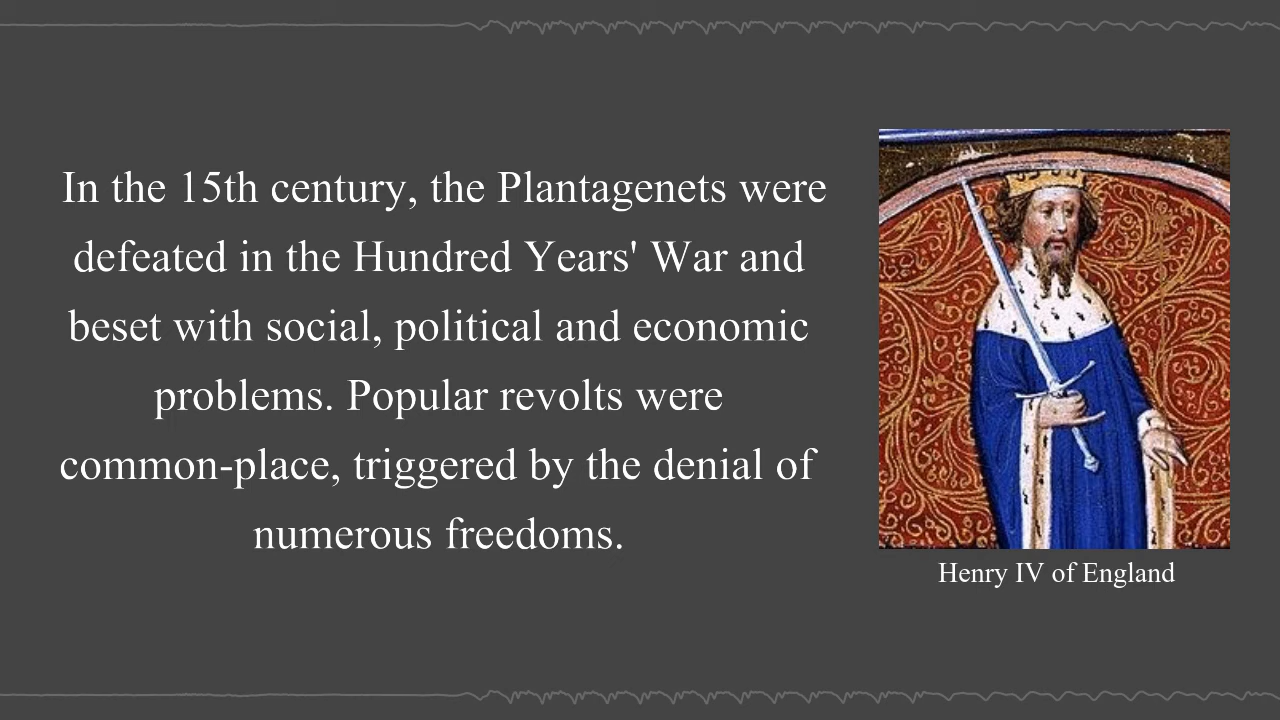 In the 15th century, the Plantagenets were
defeated in the Hundred Years' War and
beset with social, political and economic
problems. Popular revolts were
common-place, triggered by the denial of
numerous freedoms.
Henry IV of England